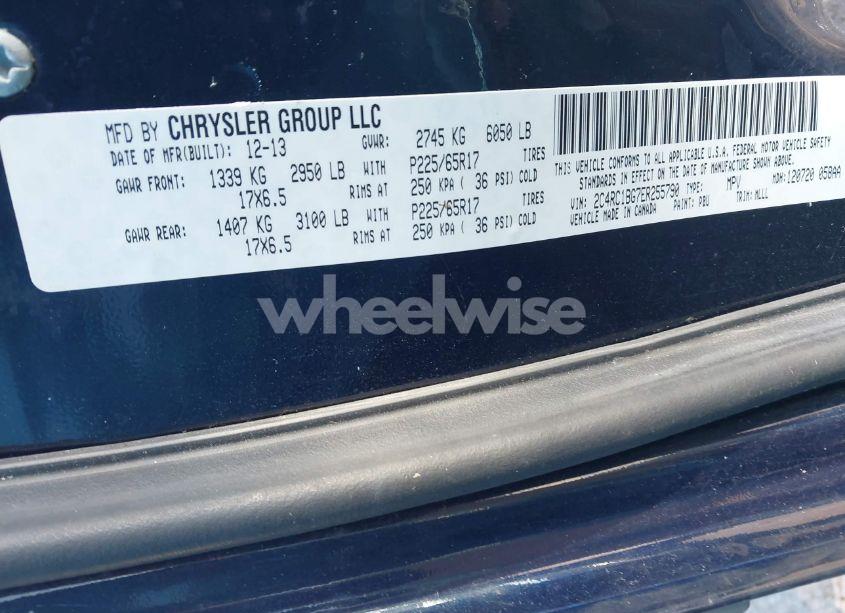 MFD BY CHRYSLER GROUP LLC
DATE OF MFR(BUILT): 12-13 GVWR: 2745 KG 6050 LB
GAWR FRONT: 1339 KG 2950 LB WITH P225/65R17 TIRES
17X6.5 RIMS AT 250 KPA ( 36 PSI) COLD
GAWR REAR: 1407 KG 3100 LB WITH P225/65R17 TIRES
17X6.5 RIMS AT 250 KPA ( 36 PSI) COLD
THIS VEHICLE CONFORMS TO ALL APPLICABLE U.S.A. FEDERAL MOTOR VEHICLE SAFETY
STANDARDS IN EFFECT ON THE DATE OF MANUFACTURE SHOWN ABOVE.
VIN: 2C4RC1BG7ER255790 TYPE: MPV MDH: 120720 05BAA
VEHICLE MADE IN CANADA PAINT: PBU TRIM: MLLL
wheelwise